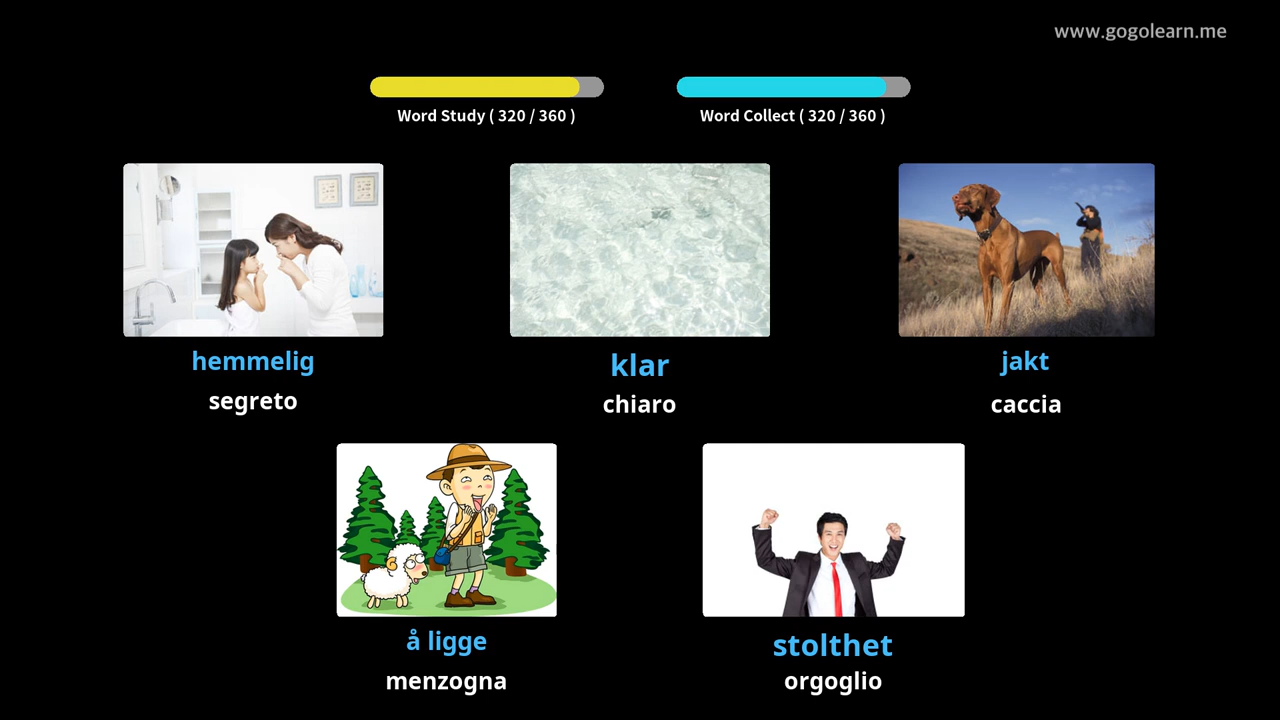 www.gogolearn.me
Word Study ( 320 / 360 )
Word Collect ( 320 / 360 )
hemmelig
segreto
klar
chiaro
jakt
caccia
å ligge
menzogna
stolthet
orgoglio